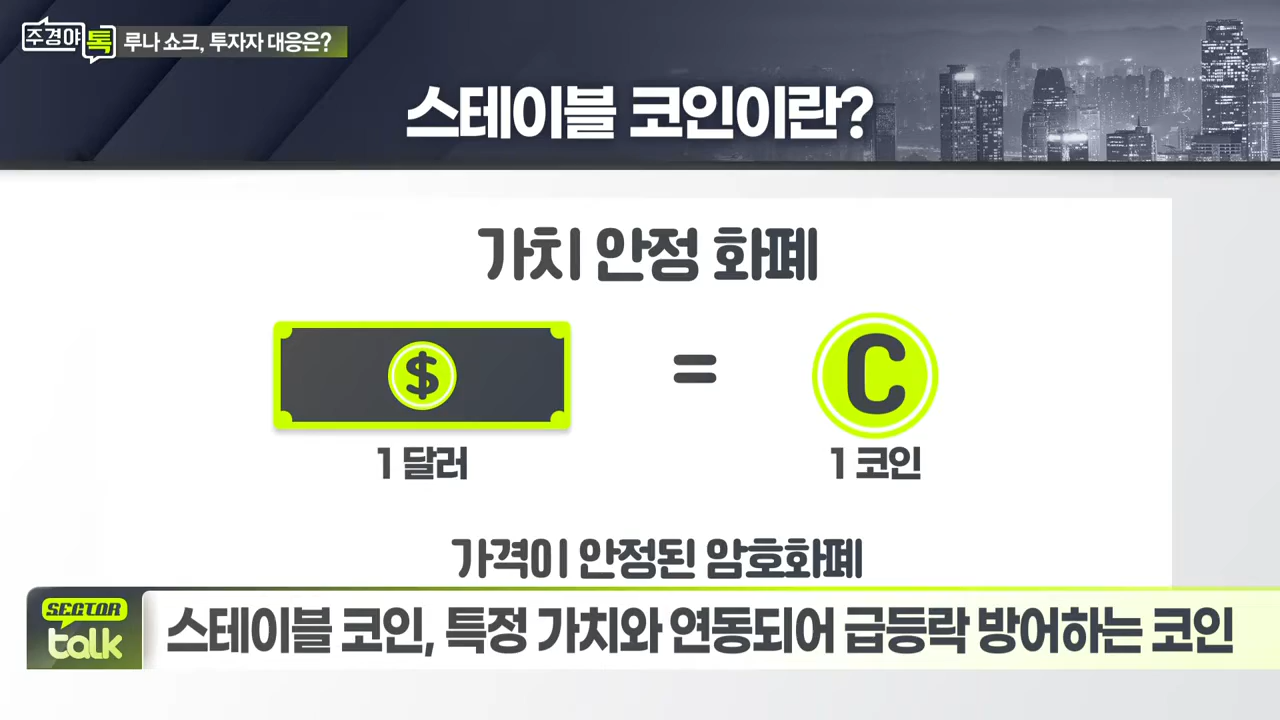 주경야톡 루나 쇼크, 투자자 대응은?
스테이블 코인이란?
가치 안정 화폐
$ = C
1 달러 1 코인
가격이 안정된 암호화폐
SECTOR
talk
스테이블 코인, 특정 가치와 연동되어 급등락 방어하는 코인